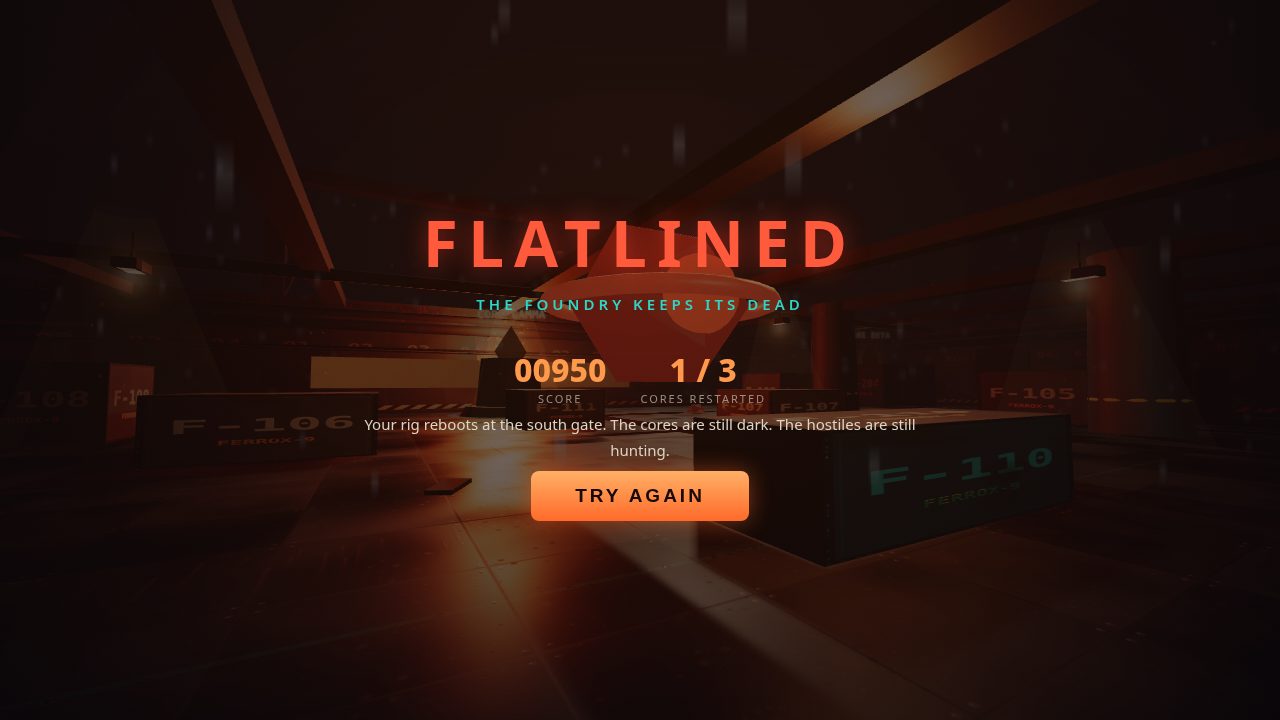 FLATLINED
THE FOUNDRY KEEPS ITS DEAD
00950
SCORE
1 / 3
CORES RESTARTED
Your rig reboots at the south gate. The cores are still dark. The hostiles are still
hunting.
TRY AGAIN
F-106
FERROX-9
F-105
FERROX-9
F-111
F-107
F-107
F-110
FERROX-9